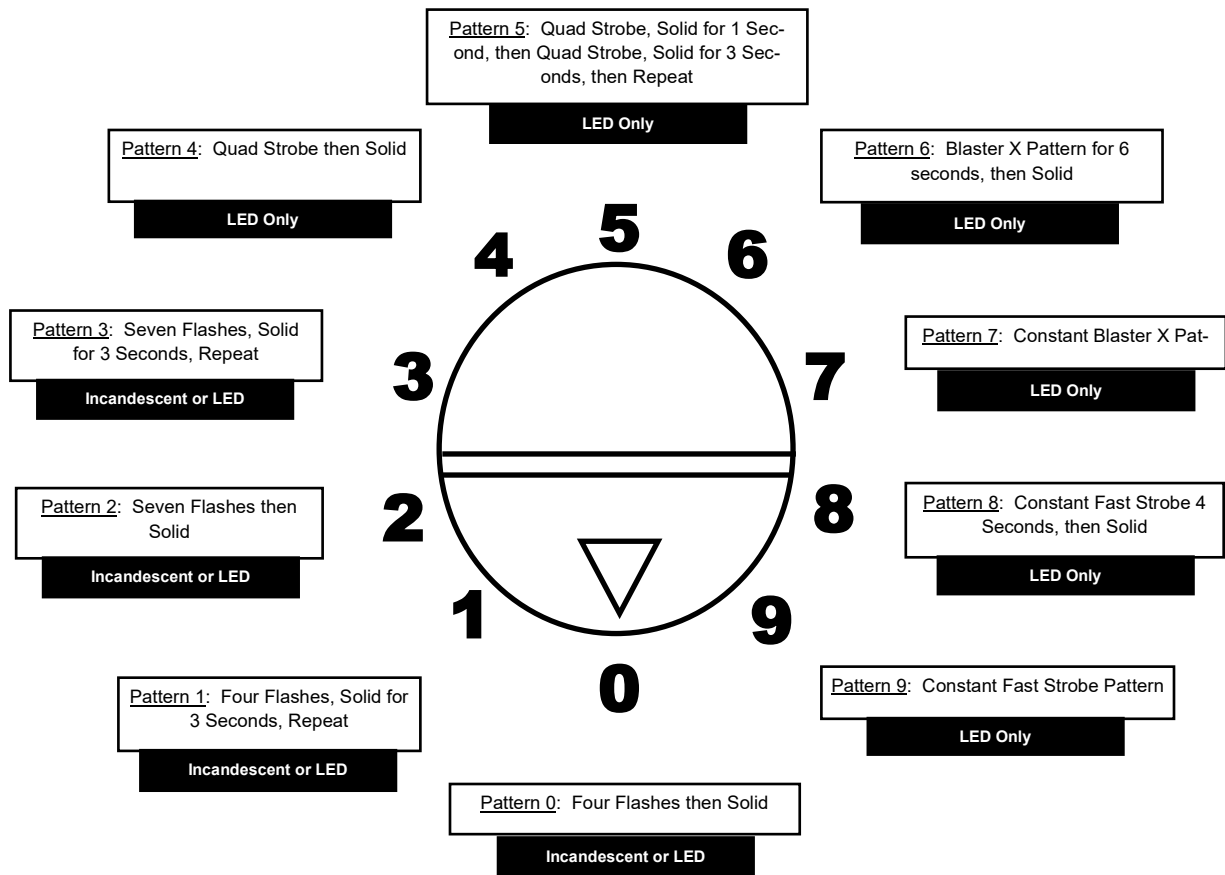 Pattern 5: Quad Strobe, Solid for 1 Sec-
ond, then Quad Strobe, Solid for 3 Sec-
onds, then Repeat
LED Only
Pattern 4: Quad Strobe then Solid
LED Only
Pattern 6: Blaster X Pattern for 6
seconds, then Solid
LED Only
5
4
6
Pattern 3: Seven Flashes, Solid
for 3 Seconds, Repeat
Incandescent or LED
3
7
Pattern 7: Constant Blaster X Pat-
LED Only
Pattern 2: Seven Flashes then
Solid
Incandescent or LED
2
8
Pattern 8: Constant Fast Strobe 4
Seconds, then Solid
LED Only
1
9
0
Pattern 1: Four Flashes, Solid for
3 Seconds, Repeat
Incandescent or LED
Pattern 9: Constant Fast Strobe Pattern
LED Only
Pattern 0: Four Flashes then Solid
Incandescent or LED